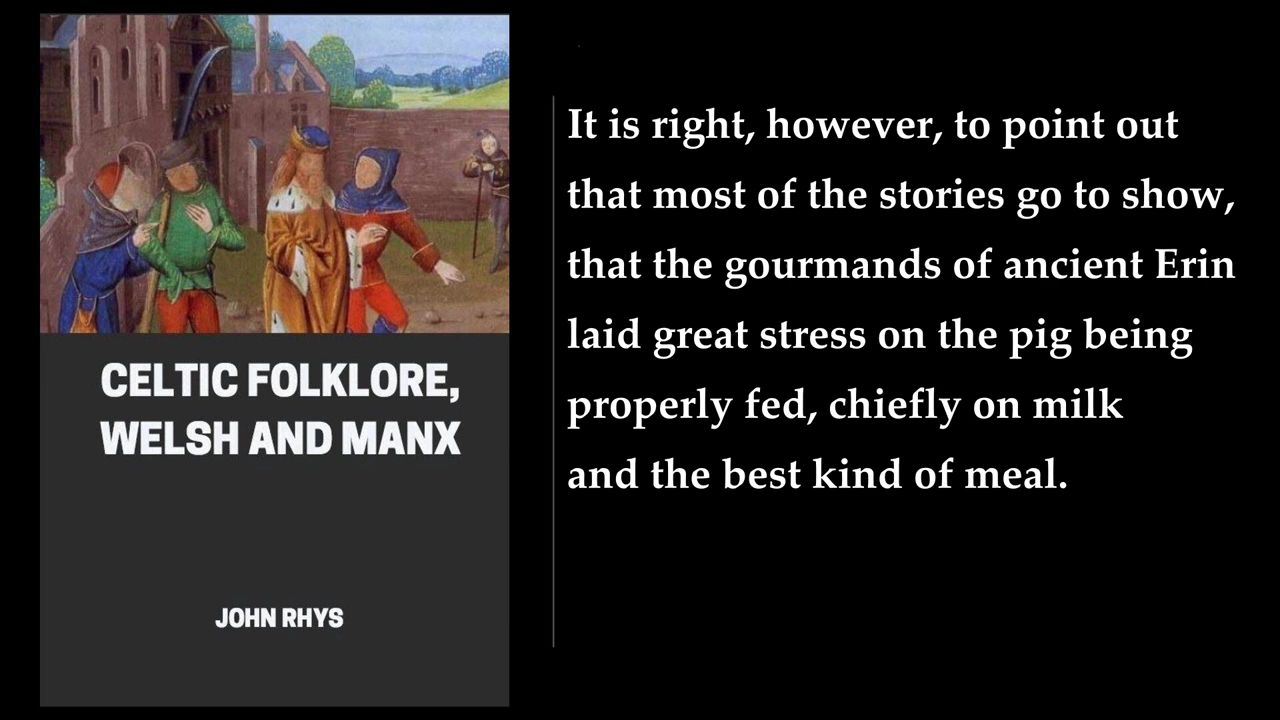 CELTIC FOLKLORE,
WELSH AND MANX
JOHN RHYS
It is right, however, to point out
that most of the stories go to show,
that the gourmands of ancient Erin
laid great stress on the pig being
properly fed, chiefly on milk
and the best kind of meal.